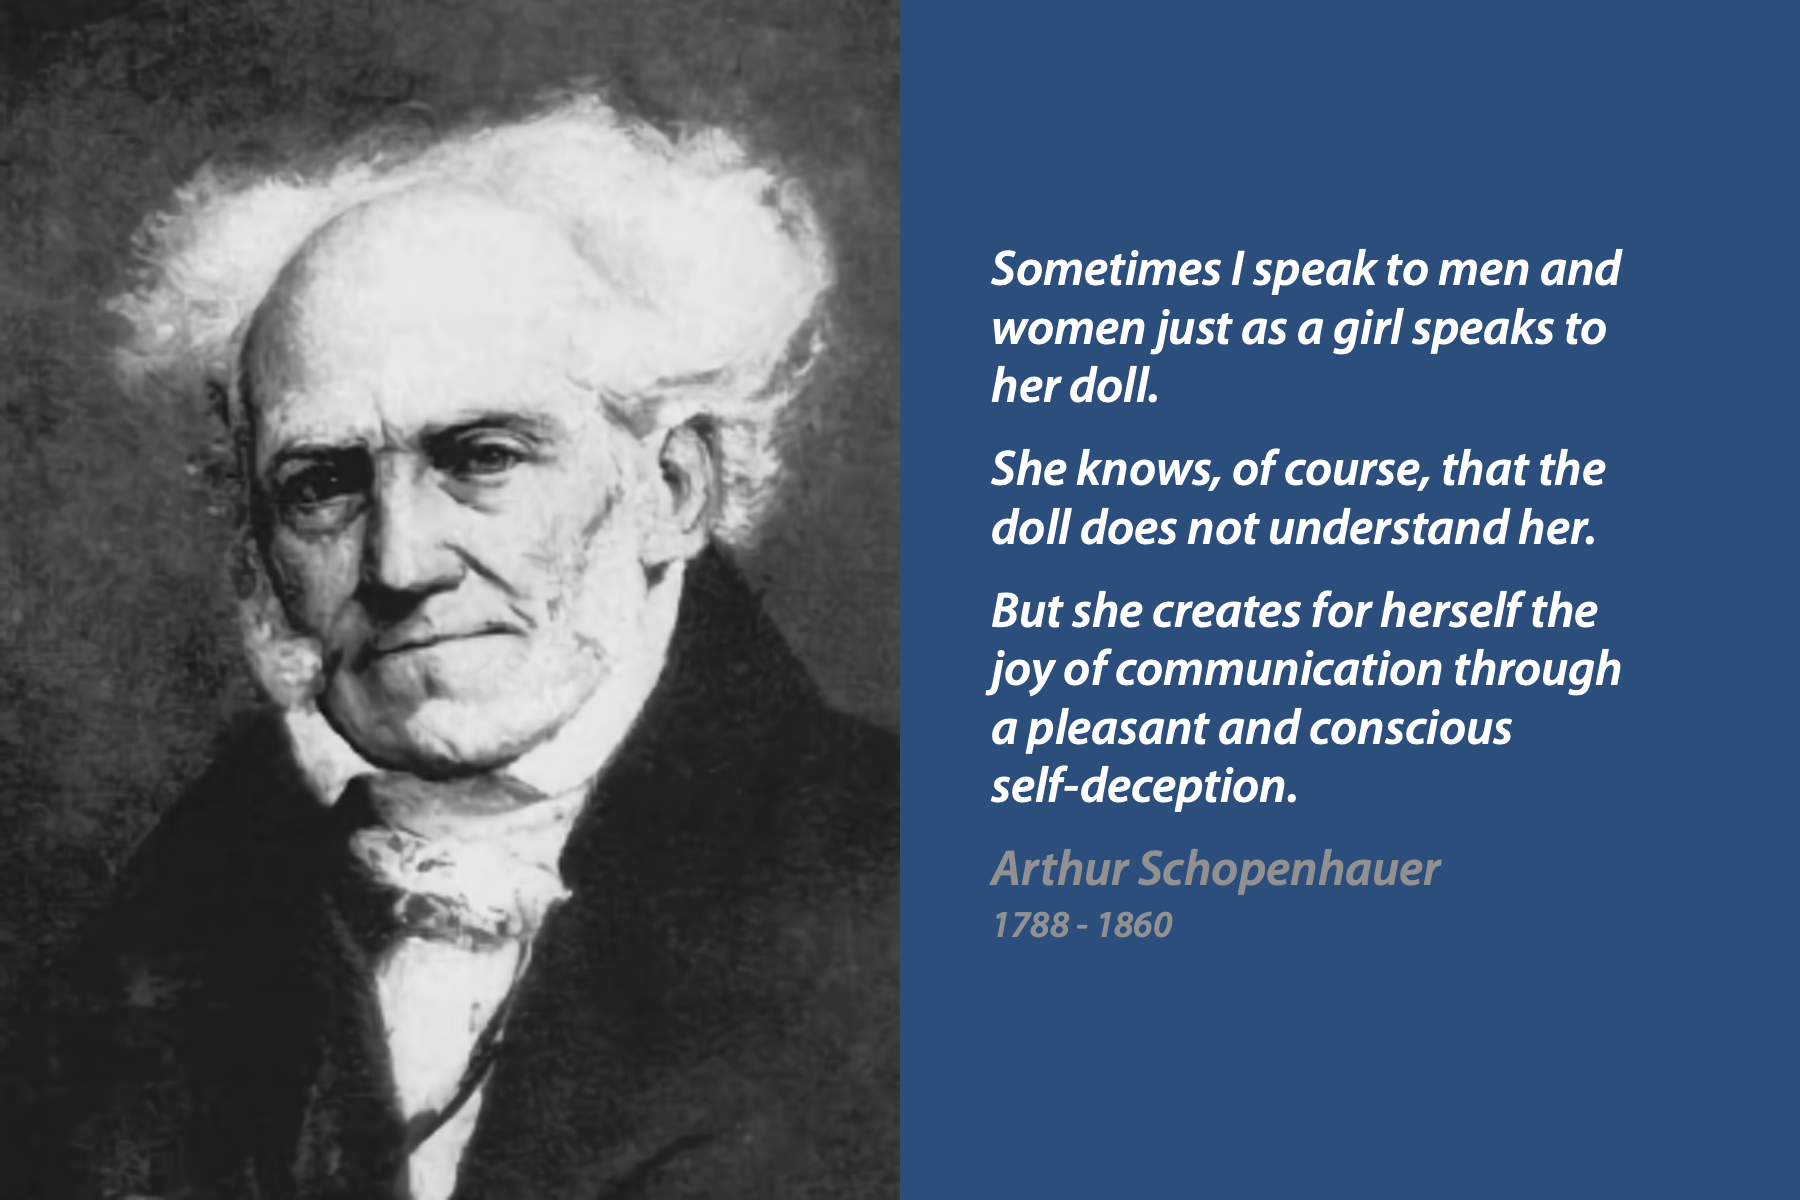 Sometimes I speak to men and
women just as a girl speaks to
her doll.
She knows, of course, that the
doll does not understand her.
But she creates for herself the
joy of communication through
a pleasant and conscious
self-deception.
Arthur Schopenhauer
1788 - 1860